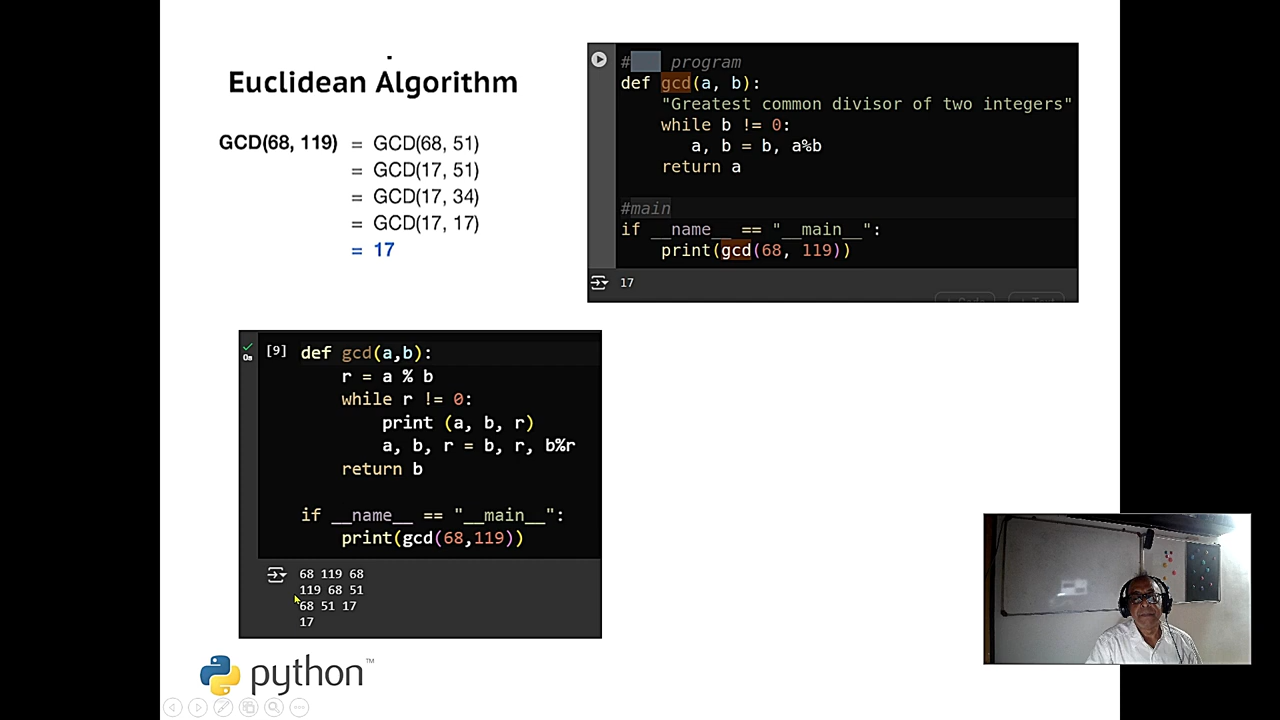 Euclidean Algorithm
GCD(68, 119) = GCD(68, 51)
= GCD(17, 51)
= GCD(17, 34)
= GCD(17, 17)
= 17
# program
def gcd(a, b):
"Greatest common divisor of two integers"
while b != 0:
a, b = b, a%b
return a
#main
if __name__ == "__main__":
print(gcd(68, 119))
17
[9] def gcd(a,b):
0s
r = a % b
while r != 0:
print (a, b, r)
a, b, r = b, r, b%r
return b
if __name__ == "__main__":
print(gcd(68,119))
68 119 68
119 68 51
68 51 17
17
python™